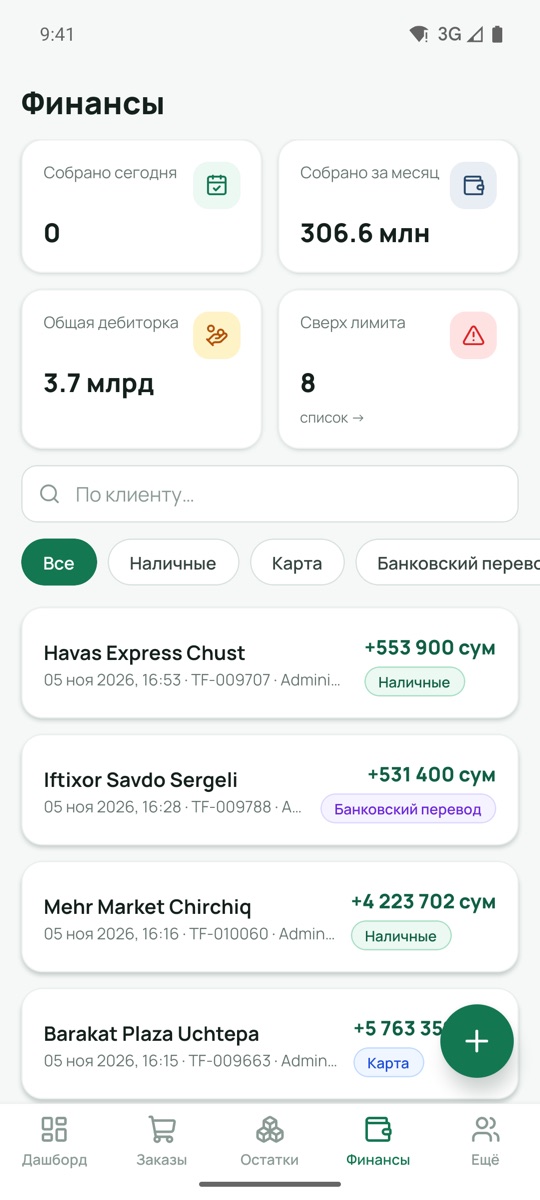 9:41
3G
Финансы
Собрано сегодня
0
Собрано за месяц
306.6 млн
Общая дебиторка
3.7 млрд
Сверх лимита
8
список →
По клиенту…
Все
Наличные
Карта
Банковский перево
Havas Express Chust
+553 900 сум
05 ноя 2026, 16:53 · TF-009707 · Admini…
Наличные
Iftixor Savdo Sergeli
+531 400 сум
05 ноя 2026, 16:28 · TF-009788 · A…
Банковский перевод
Mehr Market Chirchiq
+4 223 702 сум
05 ноя 2026, 16:16 · TF-010060 · Admin…
Наличные
Barakat Plaza Uchtepa
+5 763 35
05 ноя 2026, 16:15 · TF-009663 · Admin…
Карта
Дашборд
Заказы
Остатки
Финансы
Ещё